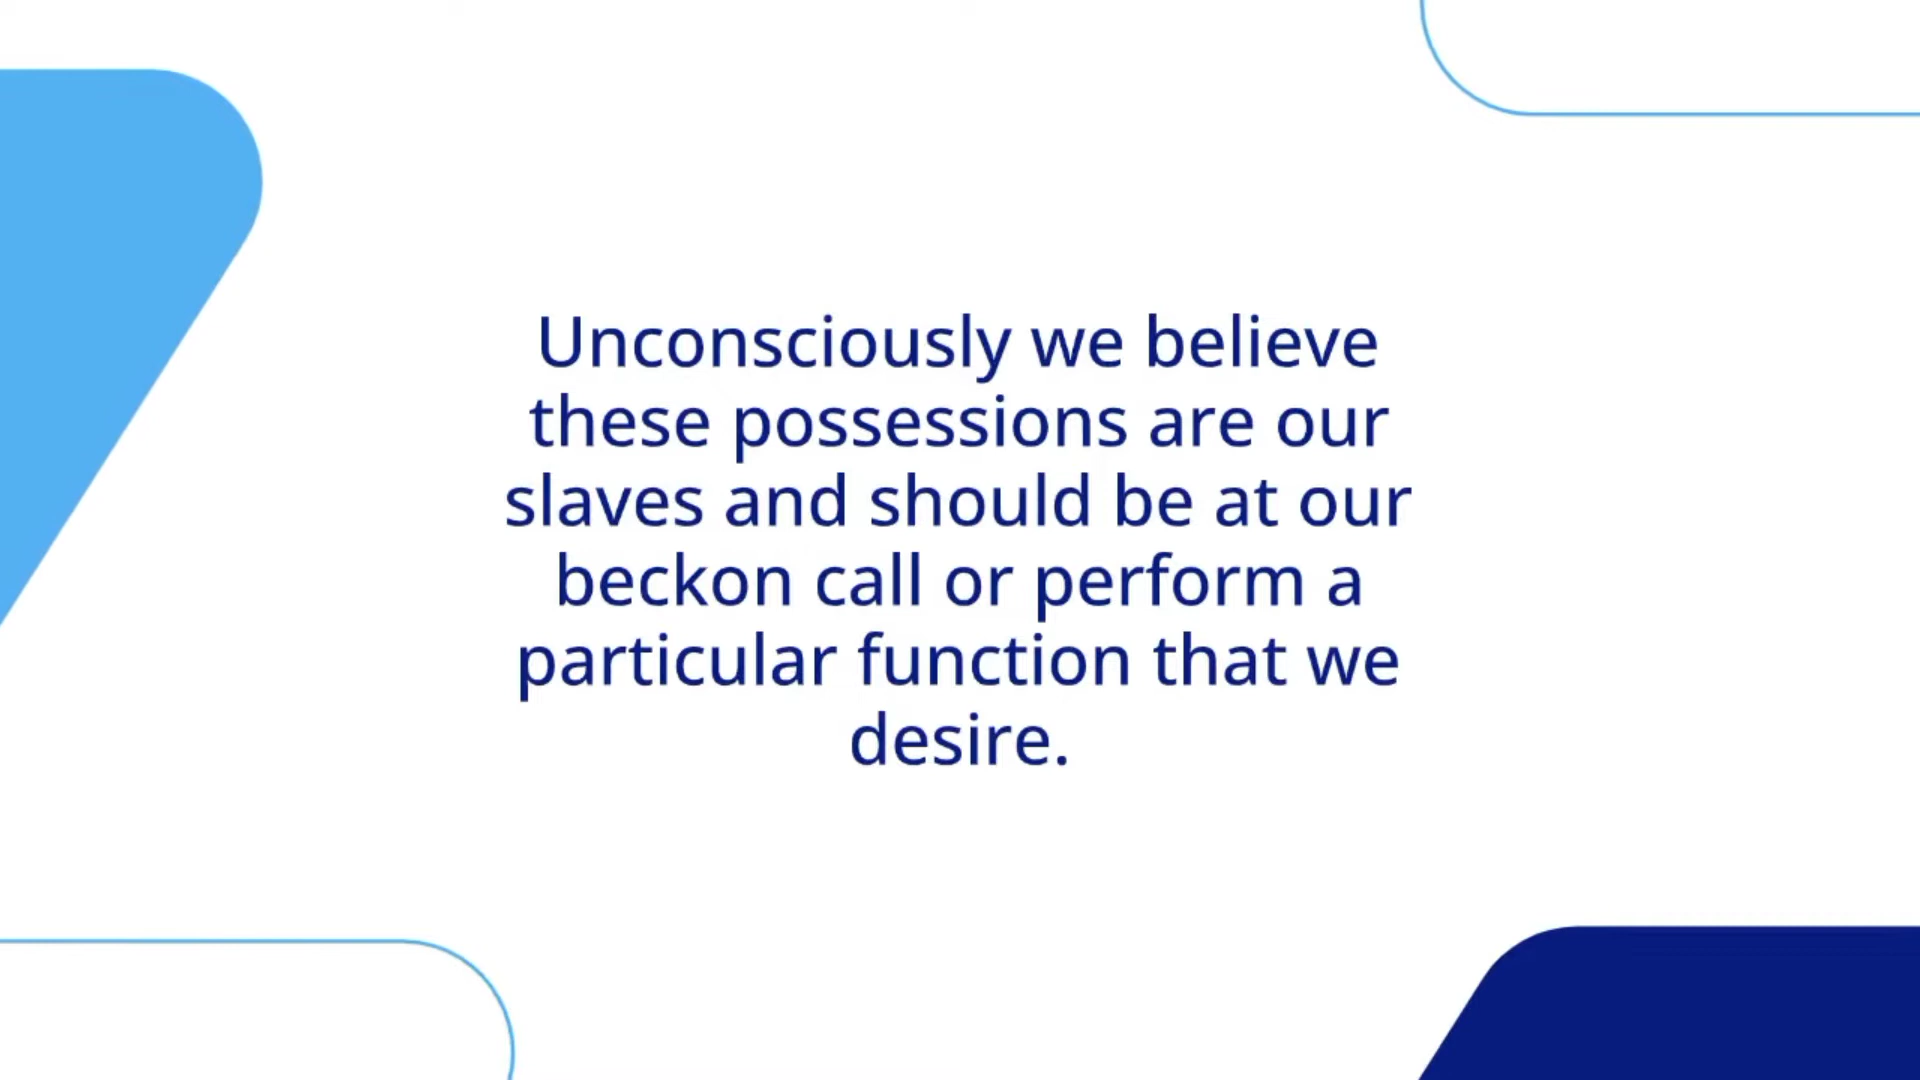 Unconsciously we believe
these possessions are our
slaves and should be at our
beckon call or perform a
particular function that we
desire.